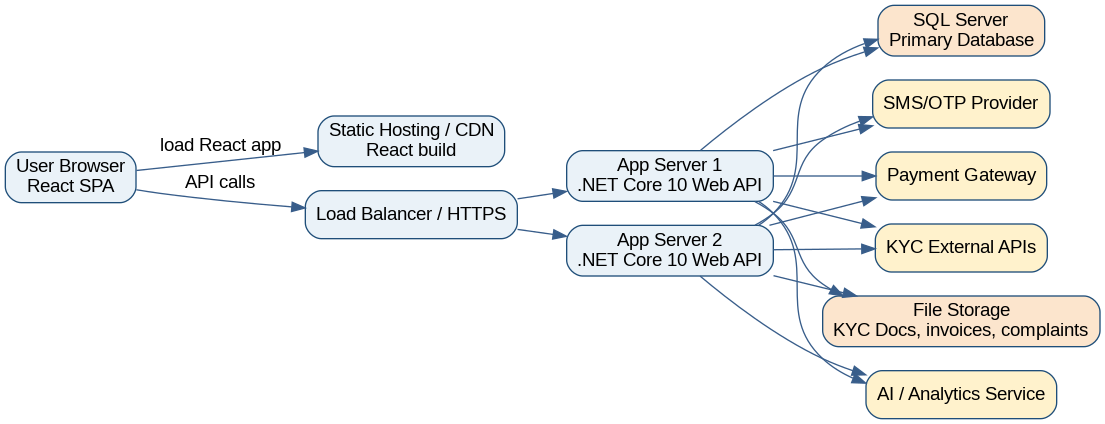 User Browser
React SPA
load React app
API calls
Static Hosting / CDN
React build
Load Balancer / HTTPS
App Server 1
.NET Core 10 Web API
App Server 2
.NET Core 10 Web API
SQL Server
Primary Database
SMS/OTP Provider
Payment Gateway
KYC External APIs
File Storage
KYC Docs, invoices, complaints
AI / Analytics Service